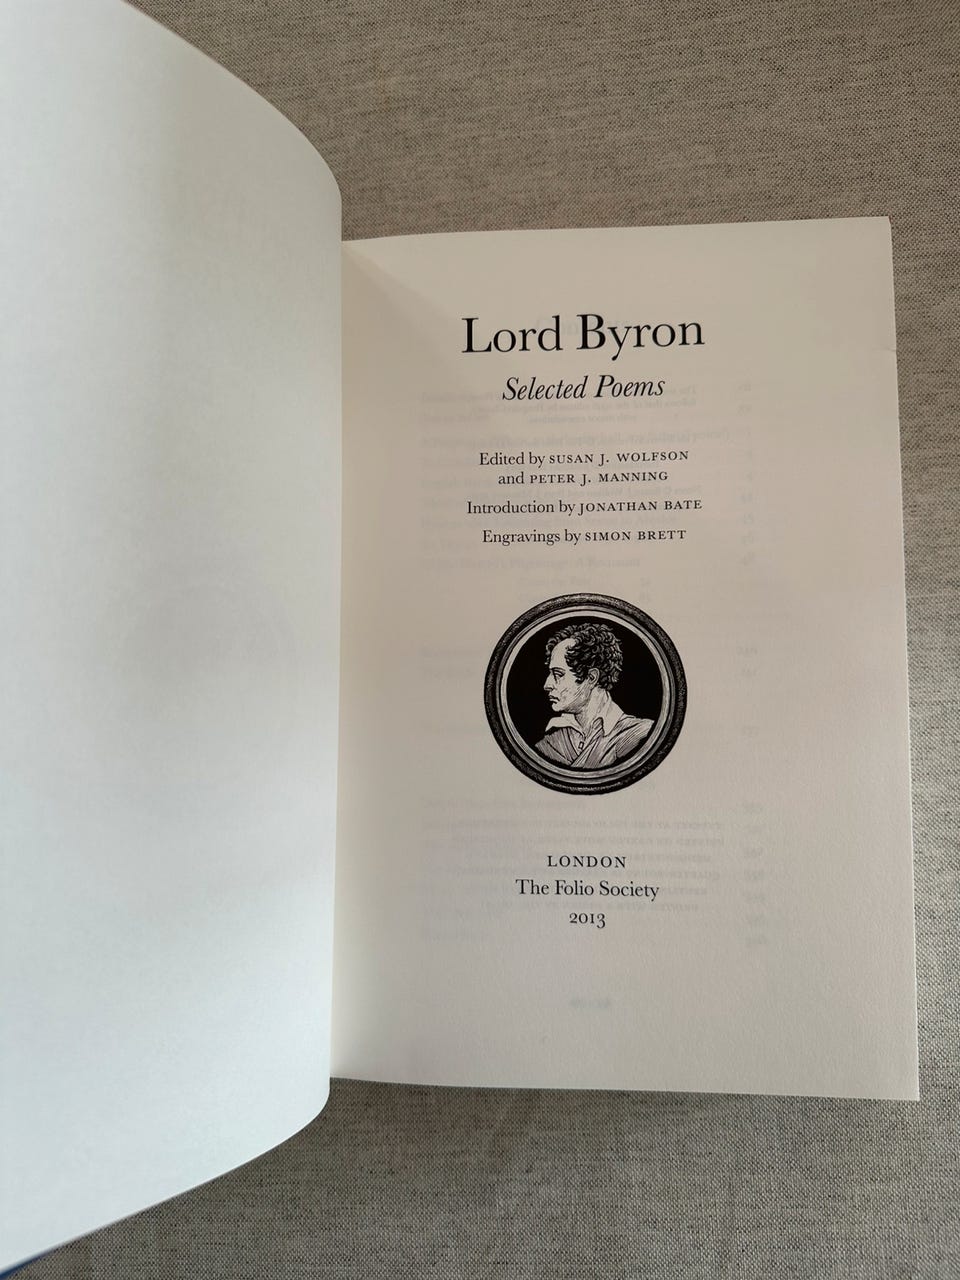 Lord Byron
Selected Poems
Edited by SUSAN J. WOLFSON
and PETER J. MANNING
Introduction by JONATHAN BATE
Engravings by SIMON BRETT
LONDON
The Folio Society
2013